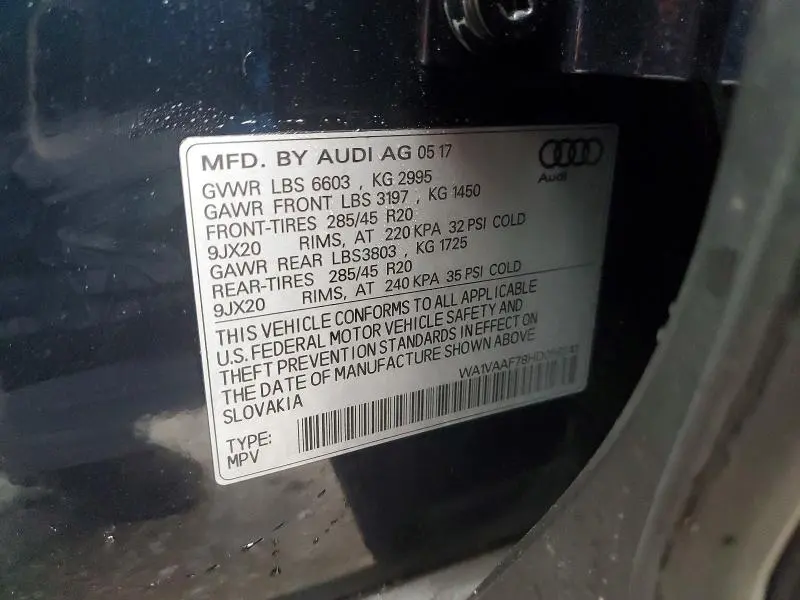 MFD. BY AUDI AG 05 17
Audi
GVWR LBS 6603 , KG 2995
GAWR FRONT LBS 3197 , KG 1450
FRONT-TIRES 285/45 R20
9JX20 RIMS, AT 220 KPA 32 PSI COLD
GAWR REAR LBS3803 , KG 1725
REAR-TIRES 285/45 R20
9JX20 RIMS, AT 240 KPA 35 PSI COLD
THIS VEHICLE CONFORMS TO ALL APPLICABLE
U.S. FEDERAL MOTOR VEHICLE SAFETY AND
THEFT PREVENTION STANDARDS IN EFFECT ON
THE DATE OF MANUFACTURE SHOWN ABOVE
SLOVAKIA
TYPE:
MPV